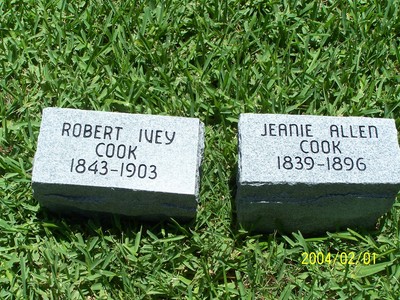 ROBERT IVEY
COOK
1843-1903
JEANIE ALLEN
COOK
1839-1896
2004/02/01